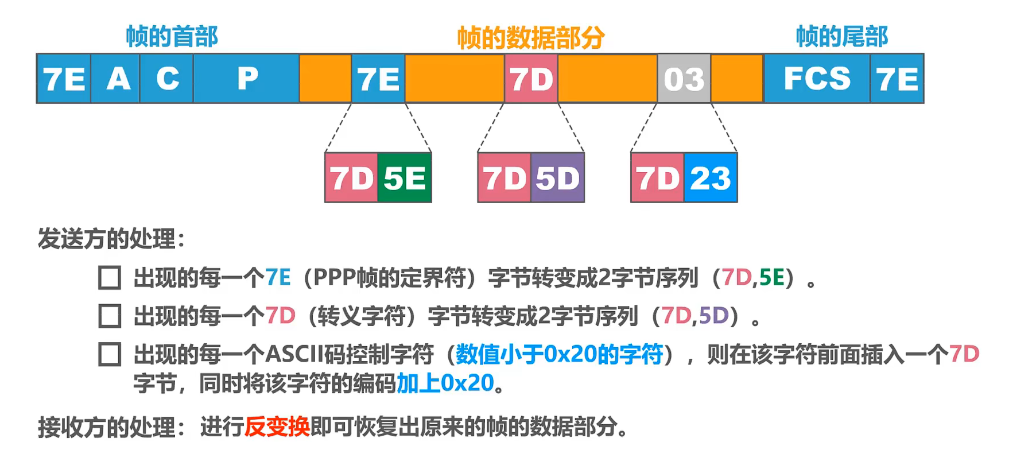 帧的首部 帧的数据部分 帧的尾部
7E A C P 7E 7D 03 FCS 7E
7D 5E 7D 5D 7D 23
发送方的处理：
出现的每一个7E（PPP帧的定界符）字节转变成2字节序列（7D,5E）。
出现的每一个7D（转义字符）字节转变成2字节序列（7D,5D）。
出现的每一个ASCII码控制字符（数值小于0x20的字符），则在该字符前面插入一个7D
字节，同时将该字符的编码加上0x20。
接收方的处理：进行反变换即可恢复出原来的帧的数据部分。